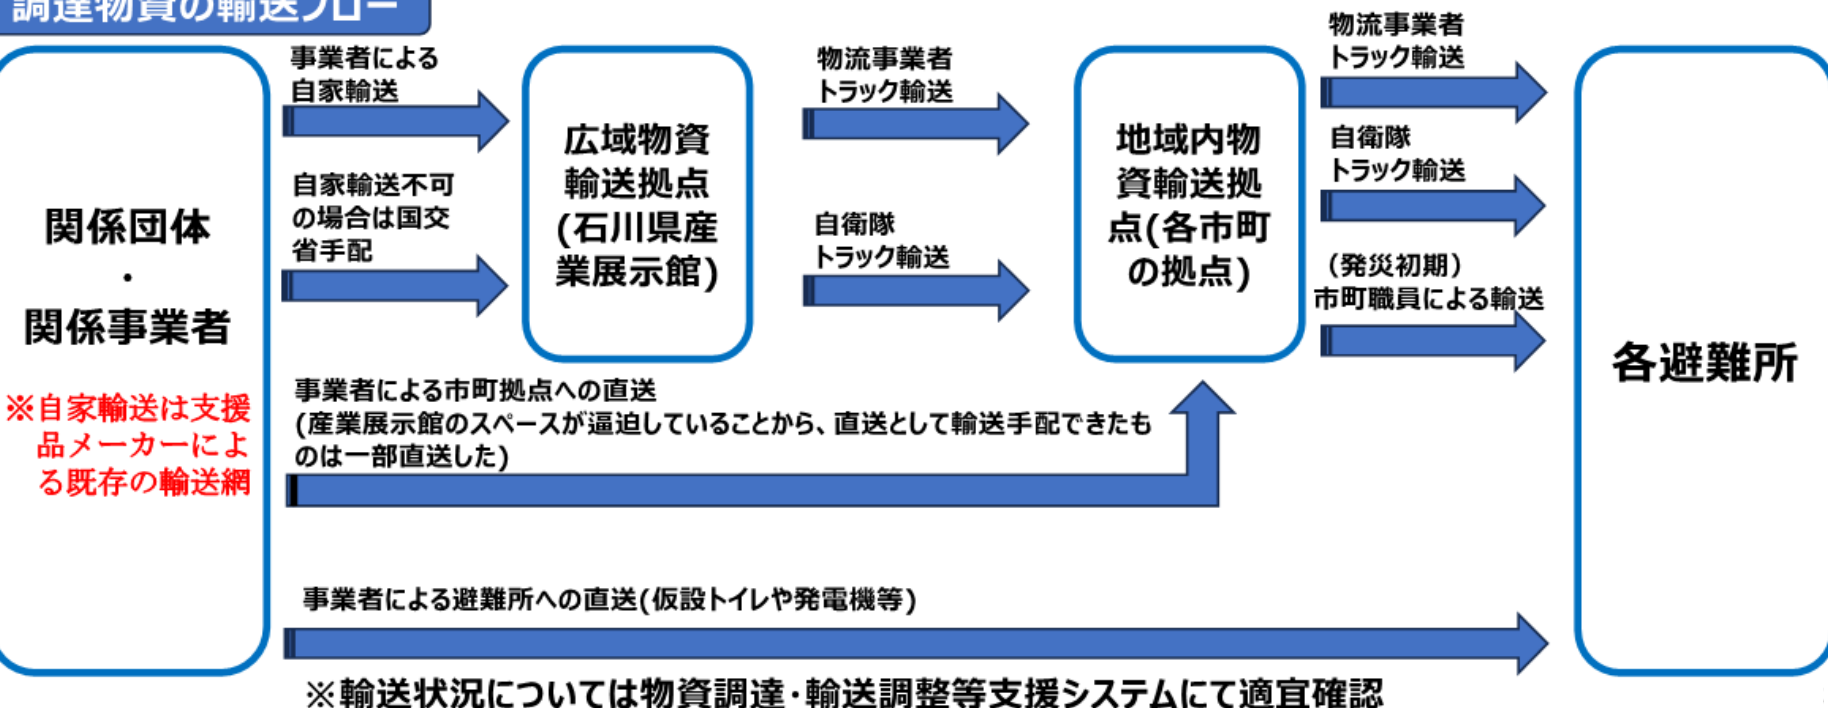 調達物資の輸送フロー
関係団体
・
関係事業者
※自家輸送は支援
品メーカーによ
る既存の輸送網
事業者による
自家輸送
自家輸送不可
の場合は国交
省手配
広域物資
輸送拠点
(石川県産
業展示館)
物流事業者
トラック輸送
自衛隊
トラック輸送
地域内物
資輸送拠
点(各市町
の拠点)
物流事業者
トラック輸送
自衛隊
トラック輸送
（発災初期）
市町職員による輸送
各避難所
事業者による市町拠点への直送
(産業展示館のスペースが逼迫していることから、直送として輸送手配できたも
のは一部直送した)
事業者による避難所への直送(仮設トイレや発電機等)
※輸送状況については物資調達・輸送調整等支援システムにて適宜確認